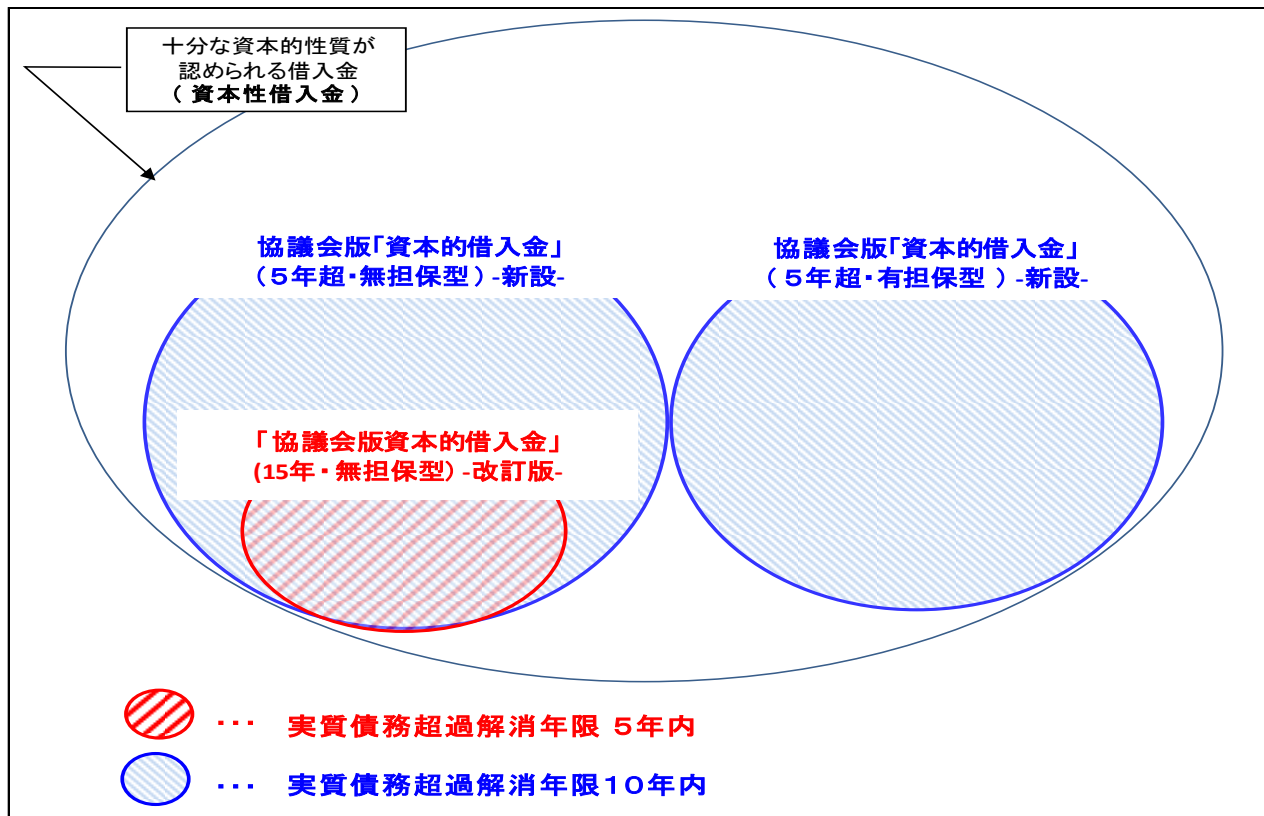 十分な資本的性質が
認められる借入金
( 資本性借入金 )
協議会版「資本的借入金」
(5年超・無担保型) -新設-
協議会版「資本的借入金」
(5年超・有担保型 ) -新設-
「協議会版資本的借入金」
(15年・無担保型) -改訂版-
… 実質債務超過解消年限 5年内
… 実質債務超過解消年限10年内